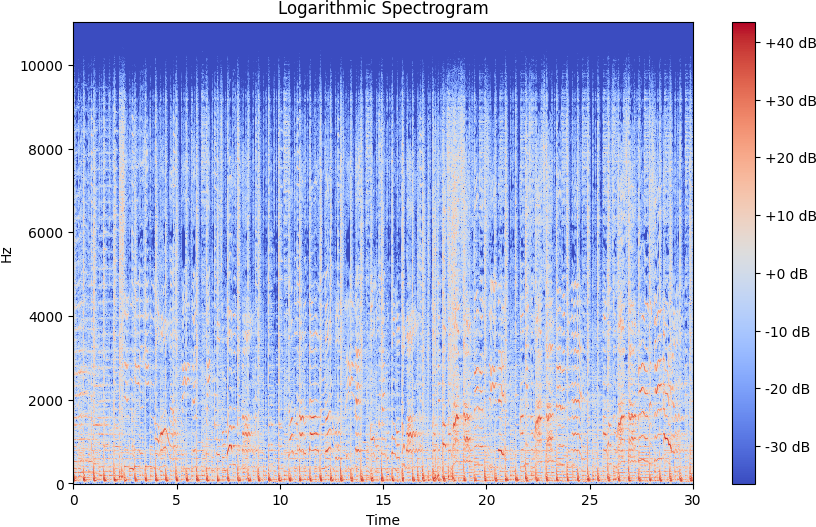 Logarithmic Spectrogram
Hz
10000
8000
6000
4000
2000
0
0 5 10 15 20 25 30
Time
+40 dB
+30 dB
+20 dB
+10 dB
+0 dB
-10 dB
-20 dB
-30 dB